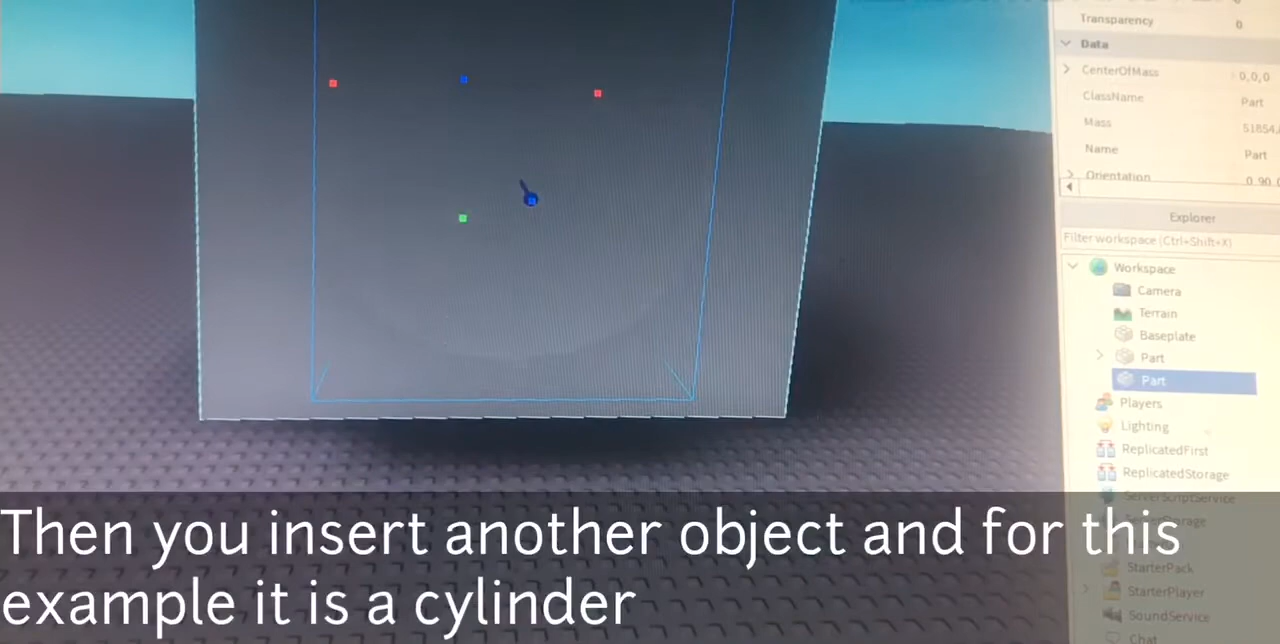 Transparency 0
Data
CenterOfMass 0,0,0
ClassName Part
Mass
Name Part
Orientation 0 90
Explorer
Filter workspace (Ctrl+Shift+X)
Workspace
Camera
Terrain
Baseplate
Part
Part
Players
Lighting
ReplicatedFirst
ReplicatedStorage
ServerScriptService
StarterPack
StarterPlayer
SoundService
Chat
Then you insert another object and for this
example it is a cylinder